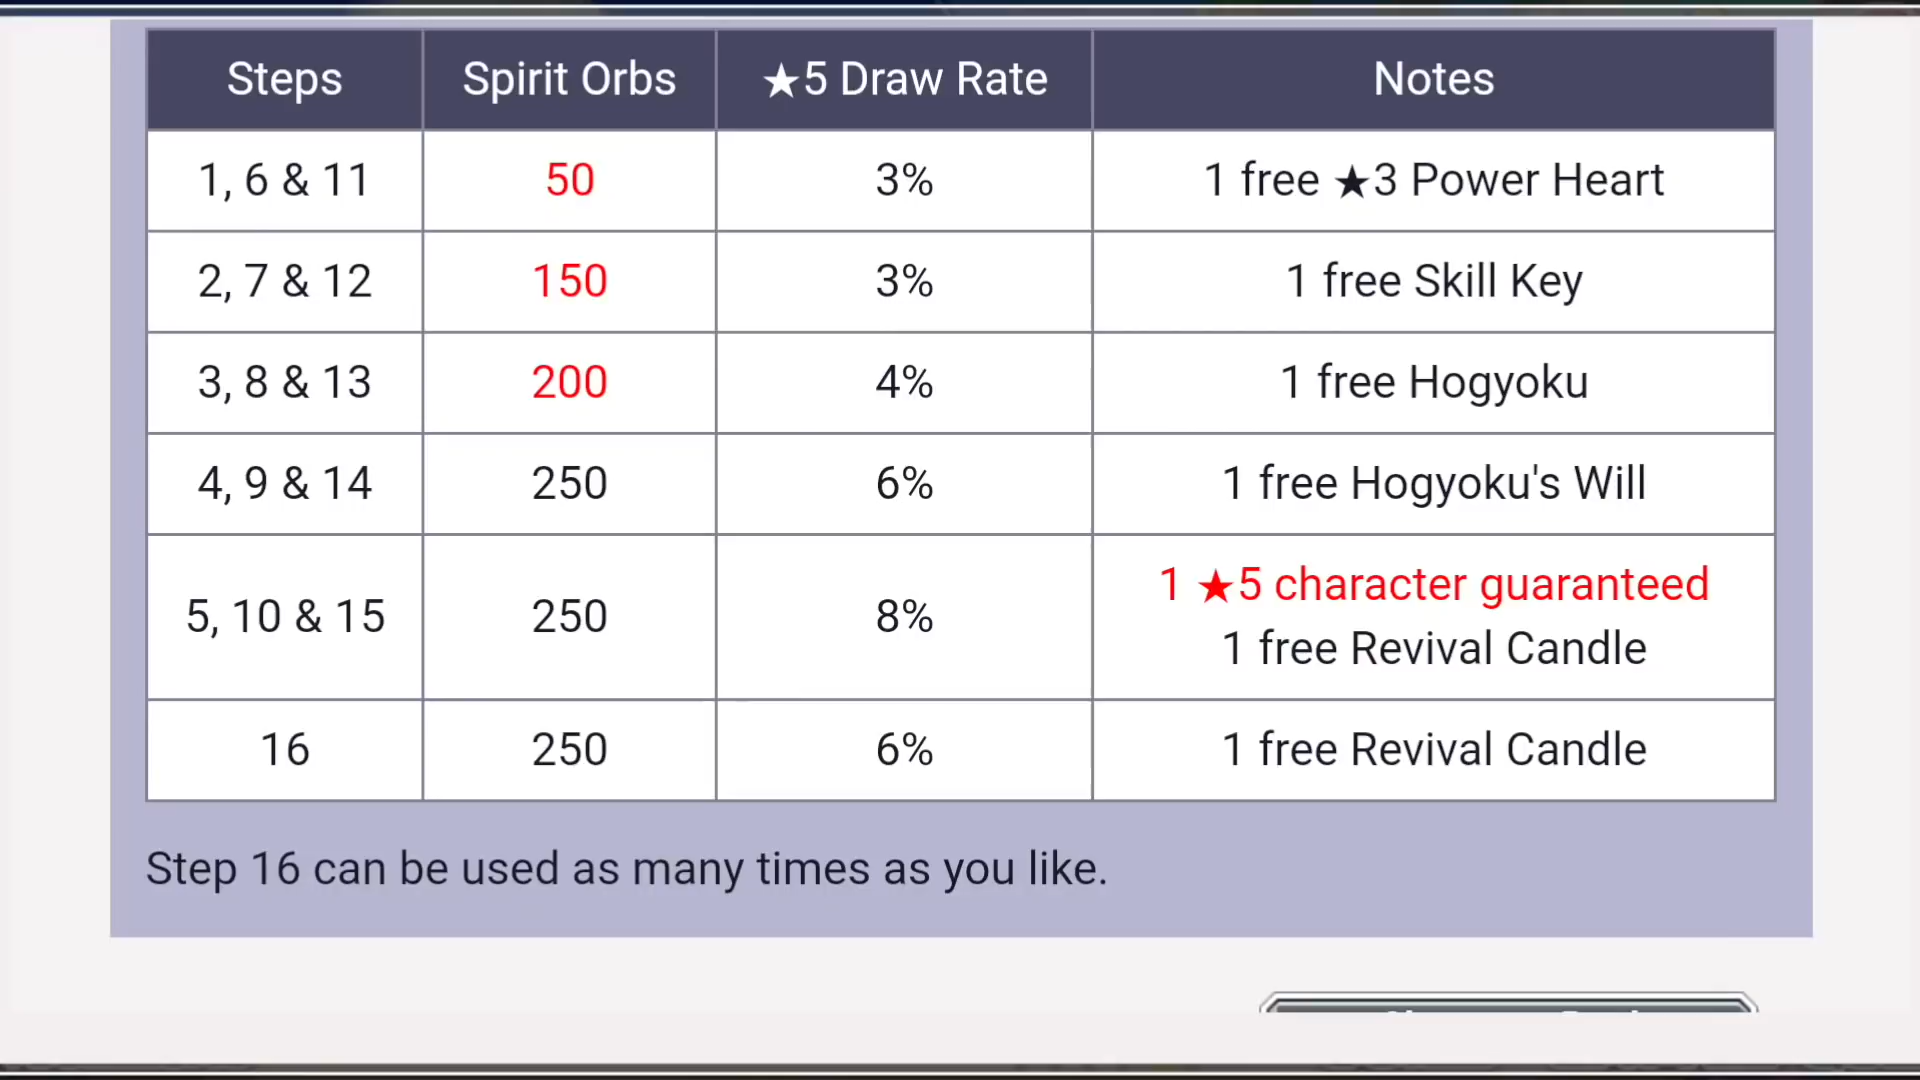 Steps Spirit Orbs ★5 Draw Rate Notes
1, 6 & 11 50 3% 1 free ★3 Power Heart
2, 7 & 12 150 3% 1 free Skill Key
3, 8 & 13 200 4% 1 free Hogyoku
4, 9 & 14 250 6% 1 free Hogyoku's Will
5, 10 & 15 250 8% 1 ★5 character guaranteed
1 free Revival Candle
16 250 6% 1 free Revival Candle
Step 16 can be used as many times as you like.